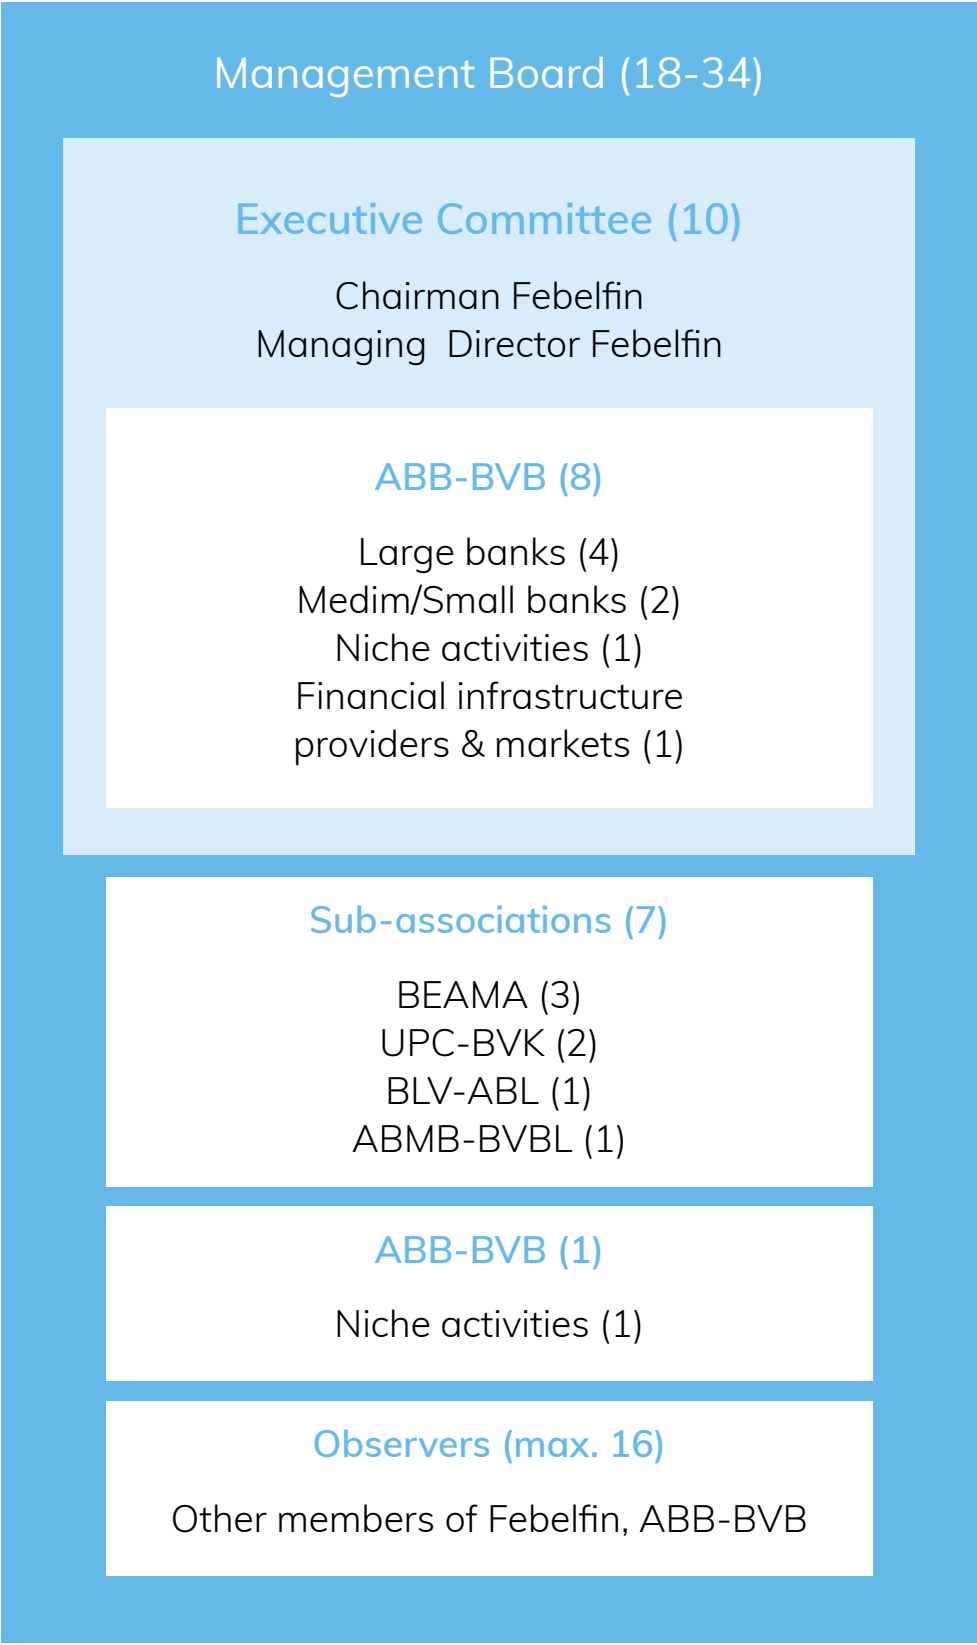 Management Board (18-34)
Executive Committee (10)
Chairman Febelfin
Managing  Director Febelfin
ABB-BVB (8)
Large banks (4)
Medim/Small banks (2)
Niche activities (1)
Financial infrastructure
providers & markets (1)
Sub-associations (7)
BEAMA (3)
UPC-BVK (2)
BLV-ABL (1)
ABMB-BVBL (1)
ABB-BVB (1)
Niche activities (1)
Observers (max. 16)
Other members of Febelfin, ABB-BVB